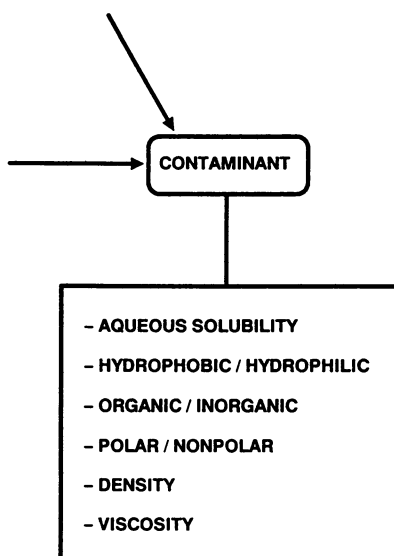 CONTAMINANT
– AQUEOUS SOLUBILITY
– HYDROPHOBIC / HYDROPHILIC
– ORGANIC / INORGANIC
– POLAR / NONPOLAR
– DENSITY
– VISCOSITY